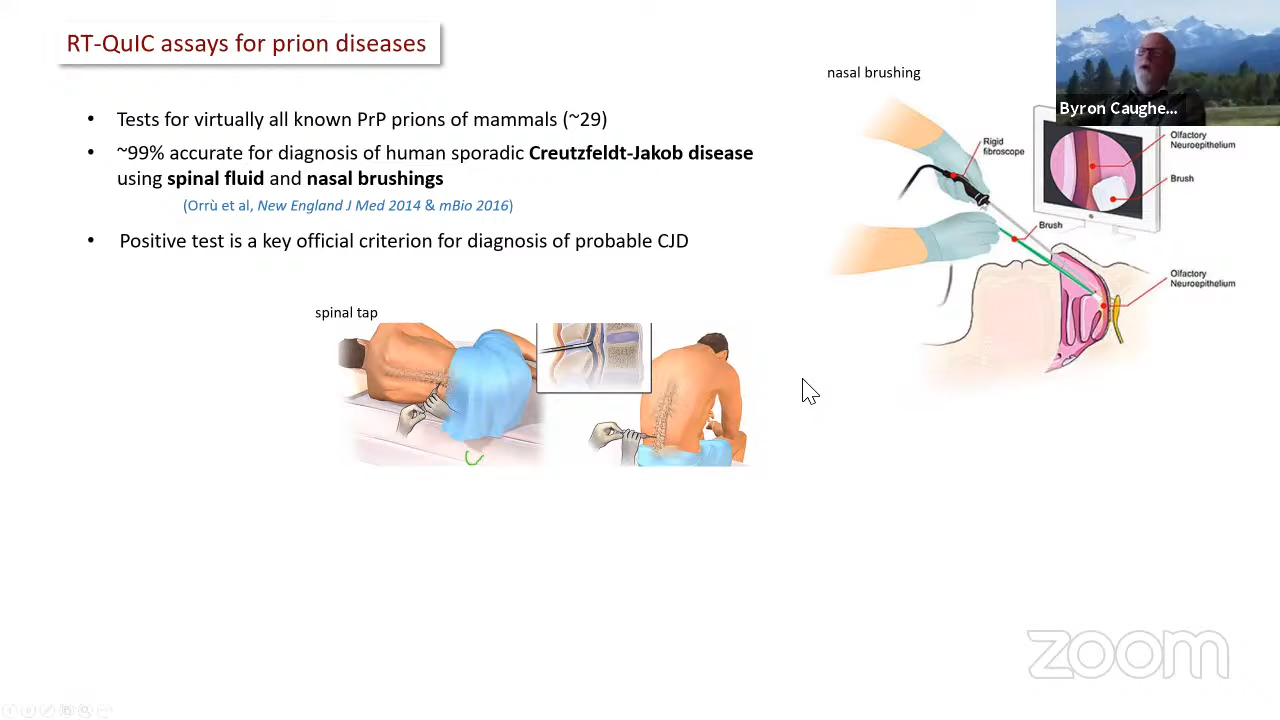 RT-QuIC assays for prion diseases
nasal brushing
Byron Caughe...
• Tests for virtually all known PrP prions of mammals (~29)
• ~99% accurate for diagnosis of human sporadic Creutzfeldt-Jakob disease
using spinal fluid and nasal brushings
(Orrù et al, New England J Med 2014 & mBio 2016)
• Positive test is a key official criterion for diagnosis of probable CJD
Rigid
fibroscope
Olfactory
Neuroepithelium
Brush
Brush
Olfactory
Neuroepithelium
spinal tap
zoom